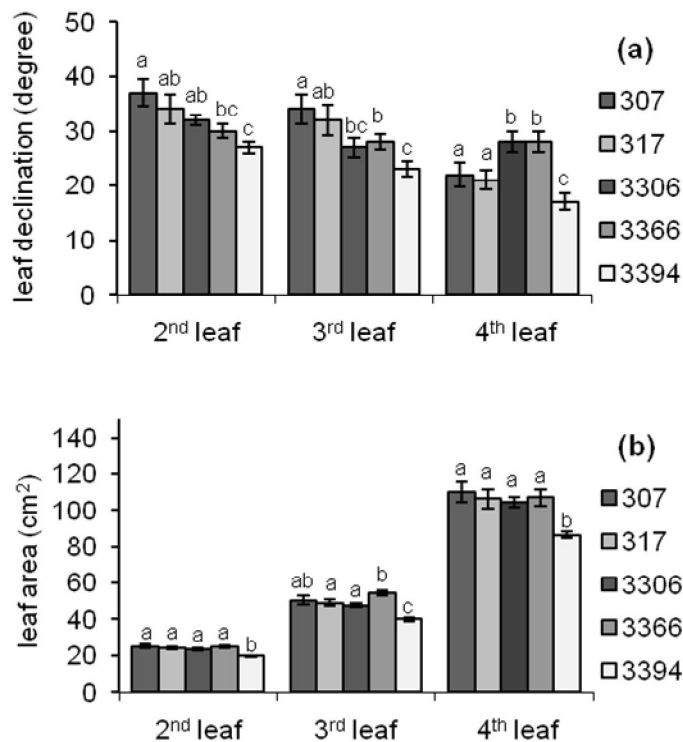 (a)
50
40
30
20
10
0
leaf declination (degree)
a ab ab bc c
a ab bc b c
a a b b c
2nd leaf 3rd leaf 4th leaf
307
317
3306
3366
3394
(b)
140
120
100
80
60
40
20
0
leaf area (cm2)
a a a a b
ab a a b c
a a a a b
2nd leaf 3rd leaf 4th leaf
307
317
3306
3366
3394